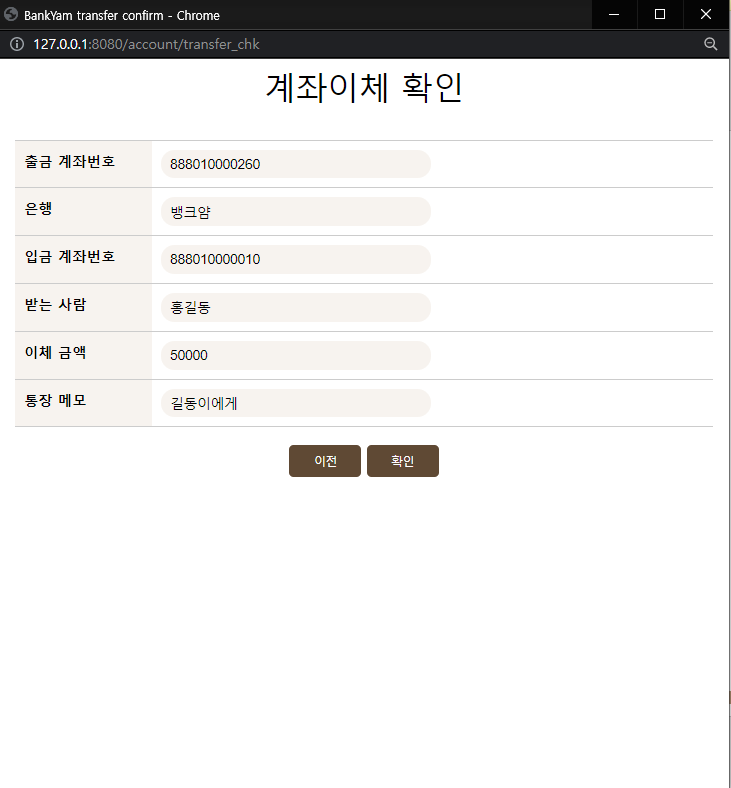 BankYam transfer confirm - Chrome
127.0.0.1:8080/account/transfer_chk
계좌이체 확인
출금 계좌번호 888010000260
은행 뱅크얌
입금 계좌번호 888010000010
받는 사람 홍길동
이체 금액 50000
통장 메모 길동이에게
이전 확인